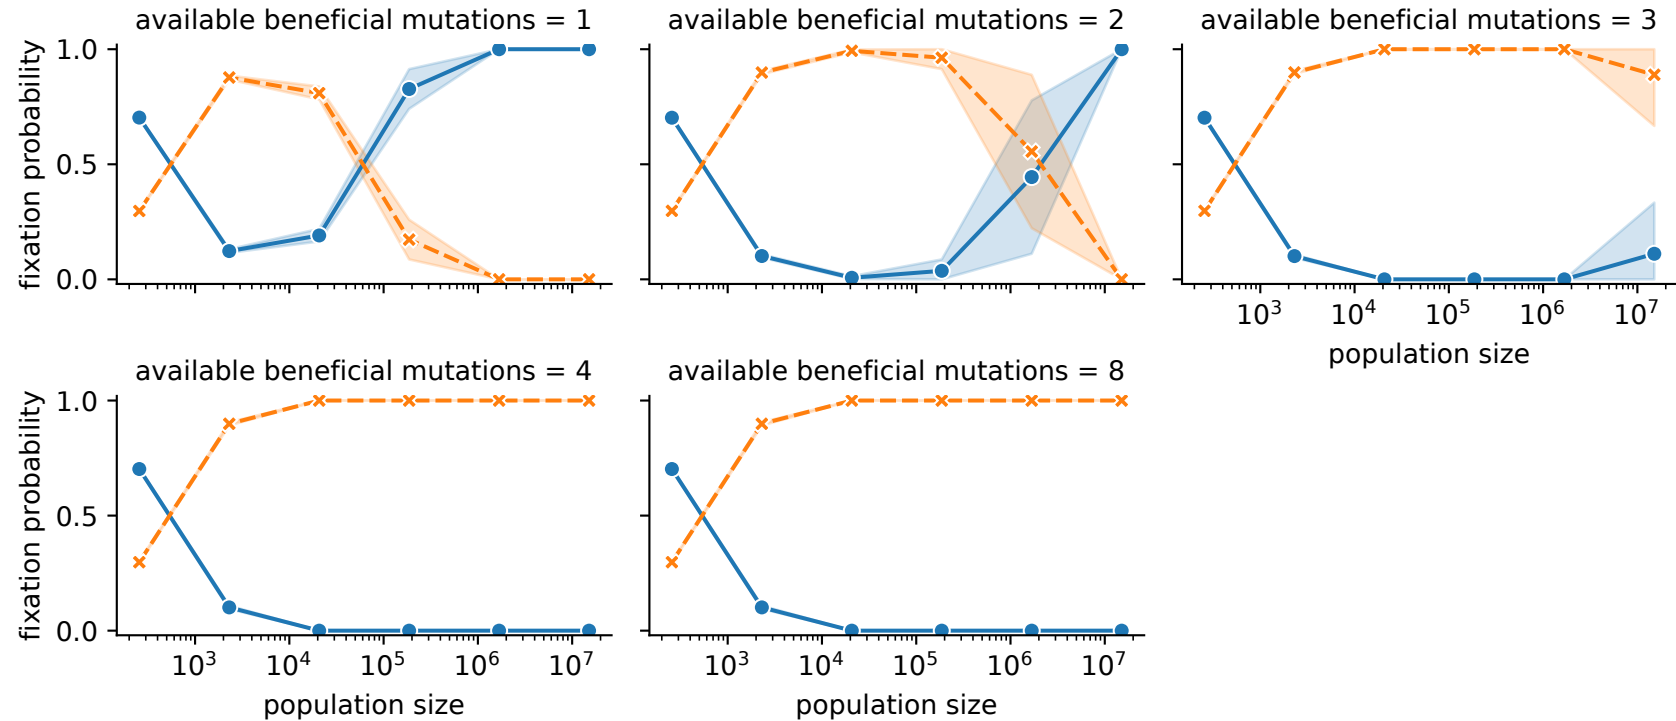 available beneficial mutations = 1
available beneficial mutations = 2
available beneficial mutations = 3
fixation probability
1.0
0.5
0.0
10³ 10⁴ 10⁵ 10⁶ 10⁷
population size
available beneficial mutations = 4
available beneficial mutations = 8
fixation probability
1.0
0.5
0.0
10³ 10⁴ 10⁵ 10⁶ 10⁷
10³ 10⁴ 10⁵ 10⁶ 10⁷
population size
population size